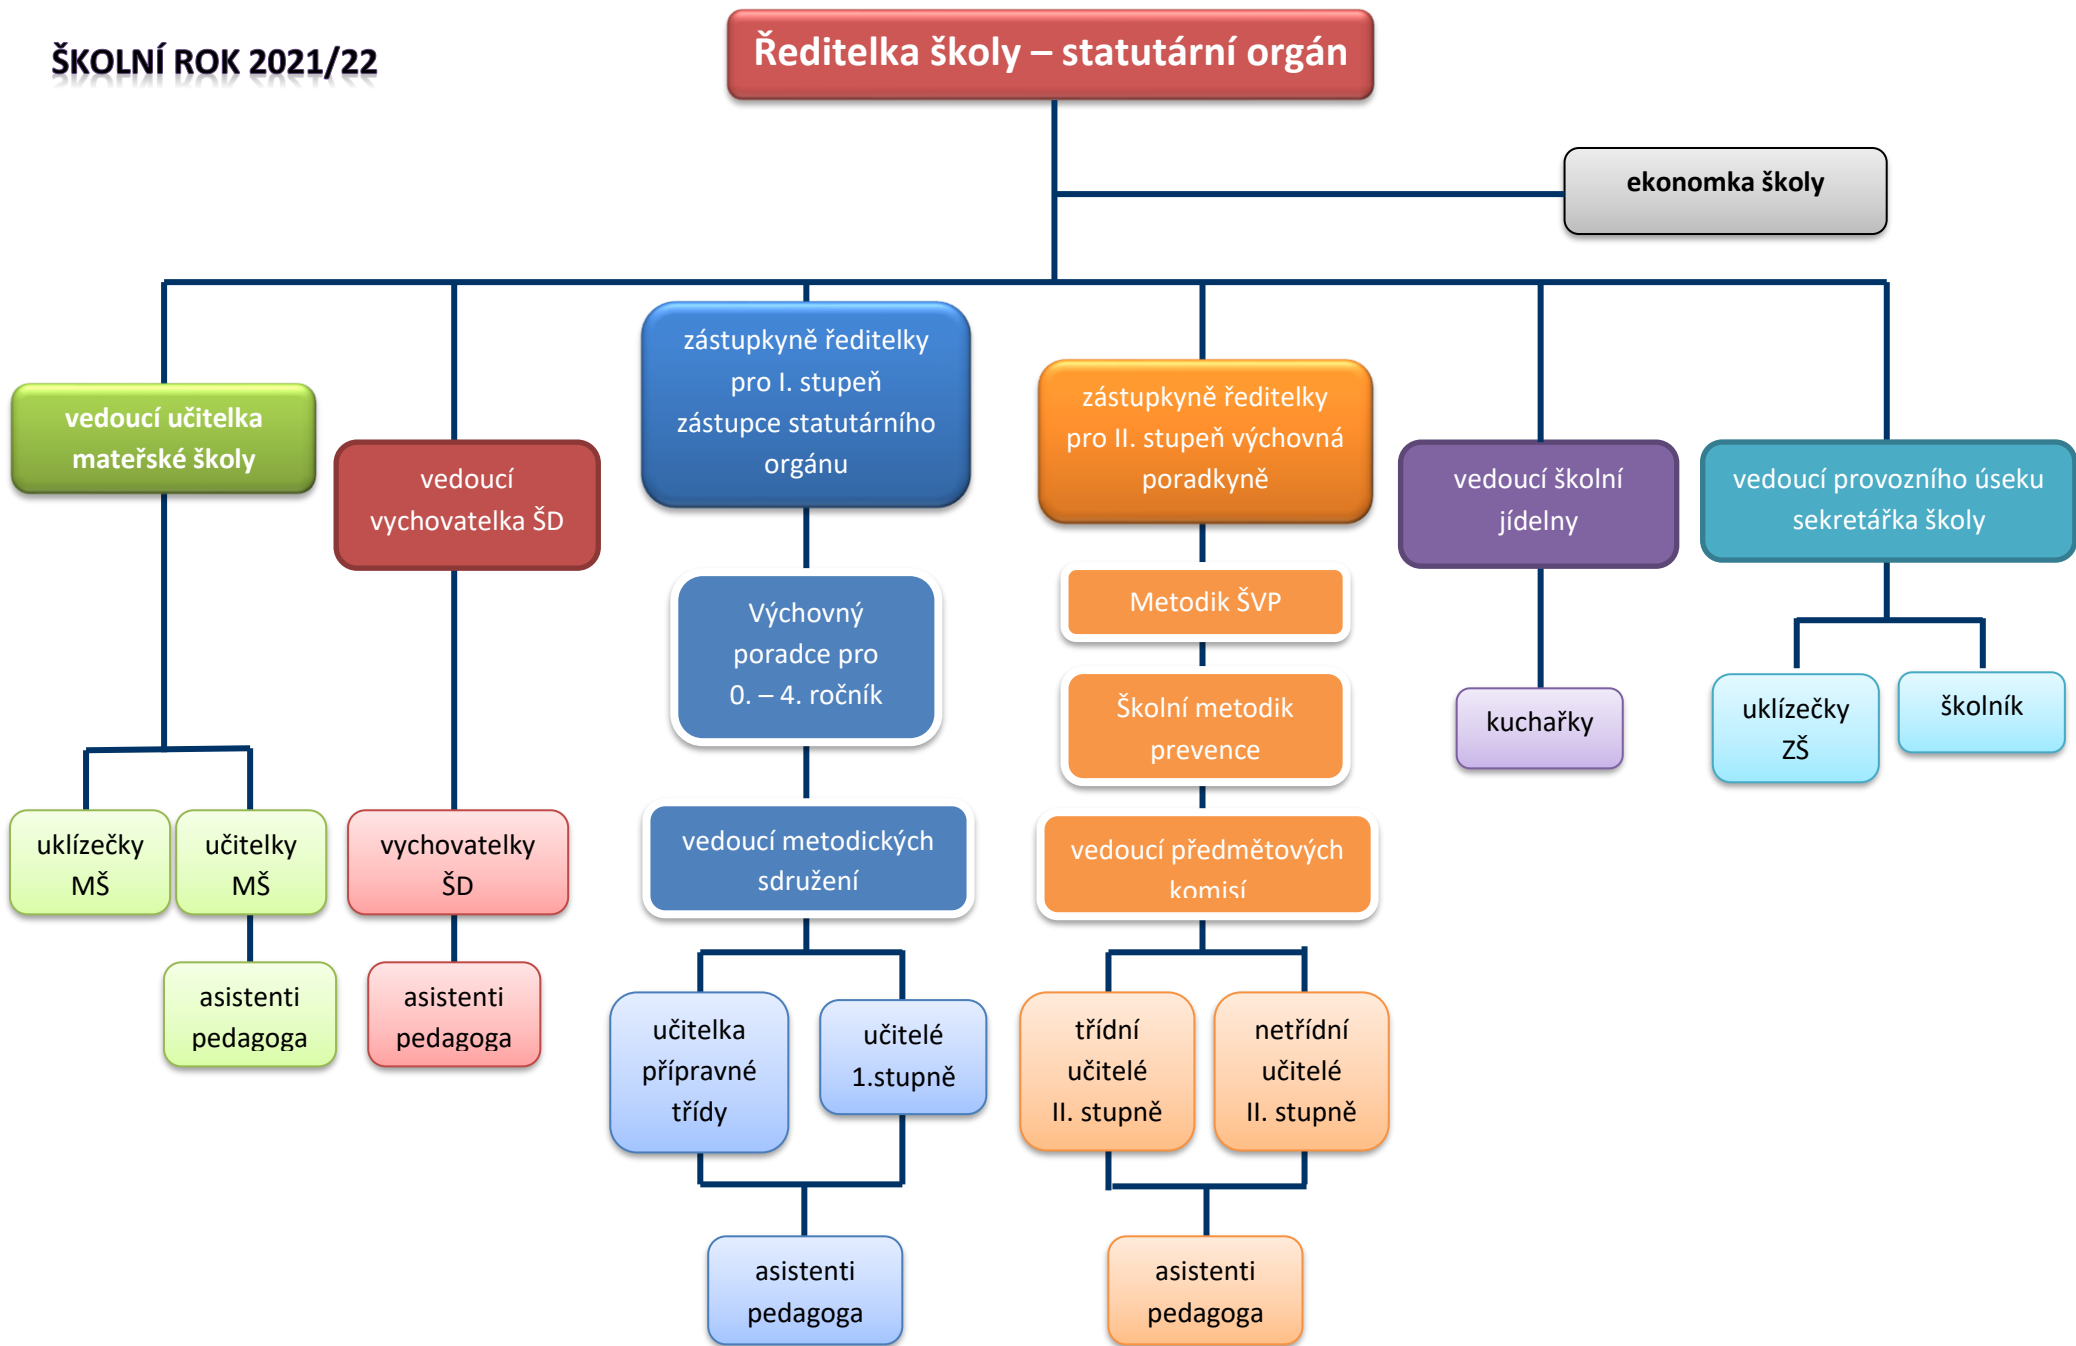 ŠKOLNÍ ROK 2021/22
Ředitelka školy – statutární orgán
ekonomka školy
vedoucí učitelka
mateřské školy
vedoucí
vychovatelka ŠD
zástupkyně ředitelky
pro I. stupeň
zástupce statutárního
orgánu
zástupkyně ředitelky
pro II. stupeň výchovná
poradkyně
vedoucí školní
jídelny
vedoucí provozního úseku
sekretářka školy
Výchovný
poradce pro
0. – 4. ročník
Metodik ŠVP
Školní metodik
prevence
kuchařky
uklízečky
ZŠ
školník
uklízečky
MŠ
učitelky
MŠ
vychovatelky
ŠD
vedoucí metodických
sdružení
vedoucí předmětových
komisí
asistenti
pedagoga
asistenti
pedagoga
učitelka
přípravné
třídy
učitelé
1.stupně
třídní
učitelé
II. stupně
netřídní
učitelé
II. stupně
asistenti
pedagoga
asistenti
pedagoga